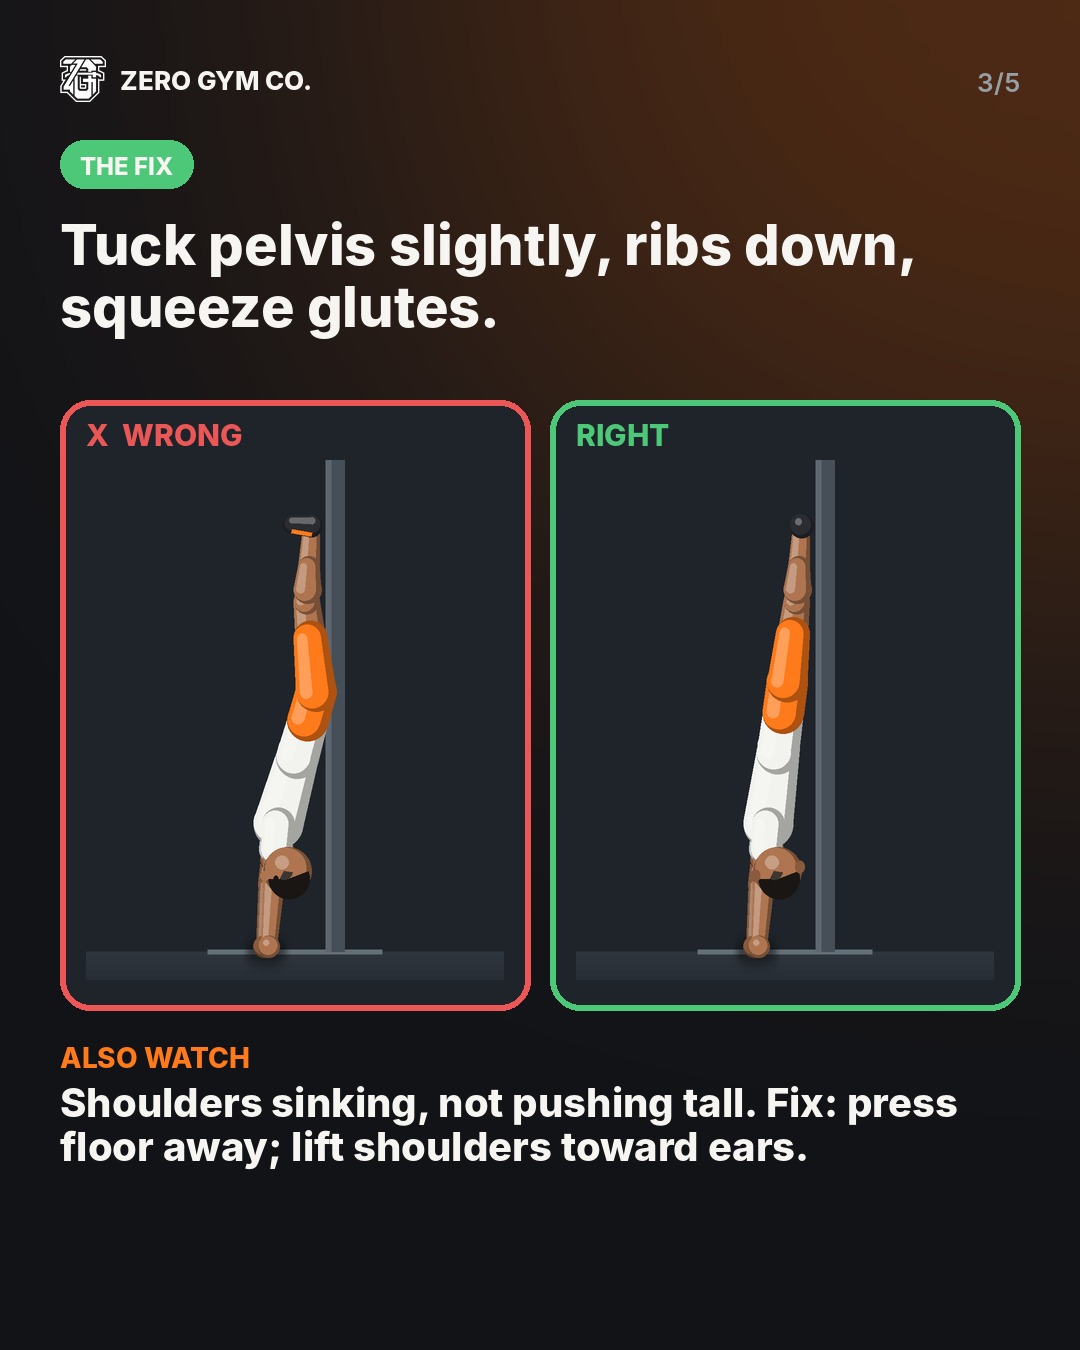 ZERO GYM CO.
3/5
THE FIX
Tuck pelvis slightly, ribs down,
squeeze glutes.
X WRONG
RIGHT
ALSO WATCH
Shoulders sinking, not pushing tall. Fix: press
floor away; lift shoulders toward ears.